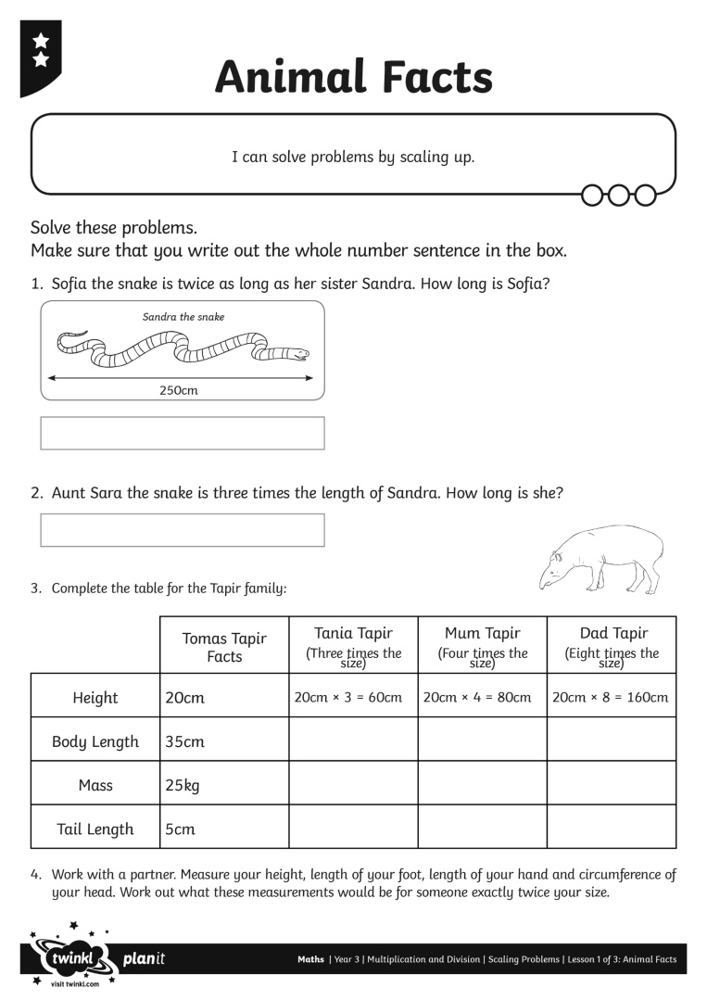 Animal Facts
I can solve problems by scaling up.
Solve these problems.
Make sure that you write out the whole number sentence in the box.
1. Sofia the snake is twice as long as her sister Sandra. How long is Sofia?
Sandra the snake
250cm
2. Aunt Sara the snake is three times the length of Sandra. How long is she?
3. Complete the table for the Tapir family:
Tomas Tapir
Facts
Tania Tapir
(Three times the
size)
Mum Tapir
(Four times the
size)
Dad Tapir
(Eight times the
size)
Height 20cm 20cm × 3 = 60cm 20cm × 4 = 80cm 20cm × 8 = 160cm
Body Length 35cm
Mass 25kg
Tail Length 5cm
4. Work with a partner. Measure your height, length of your foot, length of your hand and circumference of
your head. Work out what these measurements would be for someone exactly twice your size.
twinkl planit
visit twinkl.com
Maths | Year 3 | Multiplication and Division | Scaling Problems | Lesson 1 of 3: Animal Facts